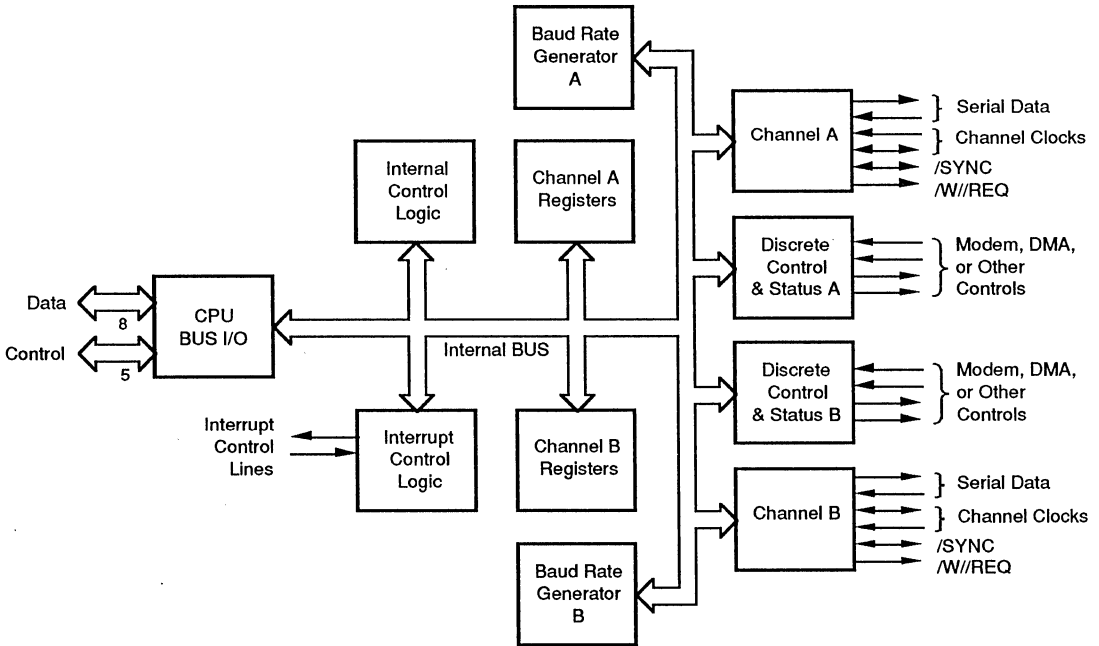 Baud Rate
Generator
A
Channel A
Serial Data
Channel Clocks
/SYNC
/W//REQ
Internal
Control
Logic
Channel A
Registers
Discrete
Control
& Status A
Modem, DMA,
or Other
Controls
Data
8
Control
5
CPU
BUS I/O
Internal BUS
Discrete
Control
& Status B
Modem, DMA,
or Other
Controls
Interrupt
Control
Lines
Interrupt
Control
Logic
Channel B
Registers
Channel B
Serial Data
Channel Clocks
/SYNC
/W//REQ
Baud Rate
Generator
B